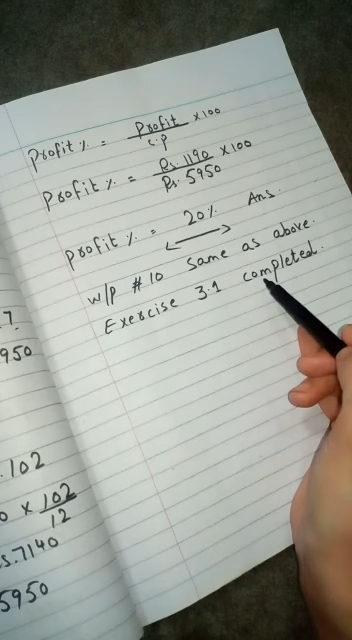 Profit % = Profit / C.P × 100
Profit % = Rs. 1190 / Rs. 5950 × 100
Profit % = 20% Ans.
w/p #10 same as above.
Exercise 3.1 completed.
7
950
.102
0 × 102 / 12
s.7140
5950